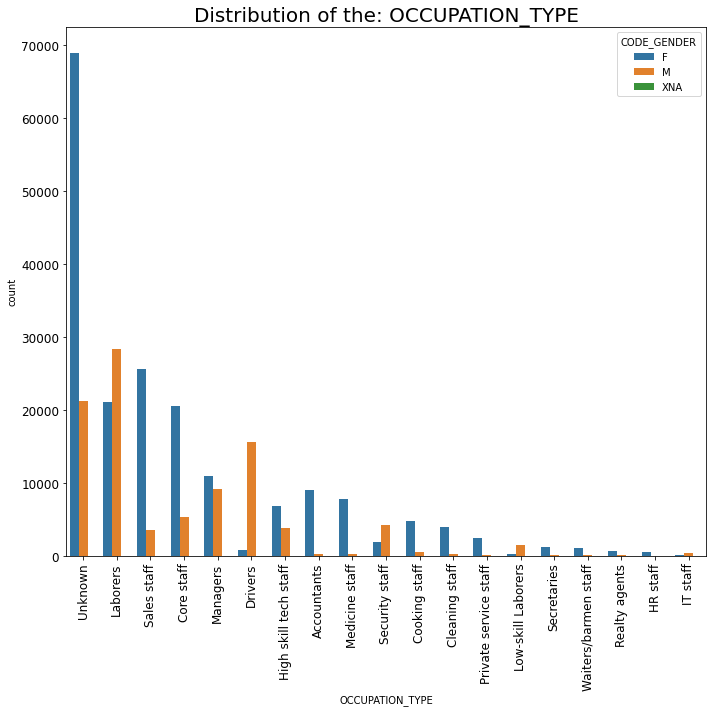 Distribution of the: OCCUPATION_TYPE
CODE_GENDER
F
M
XNA
70000
60000
50000
40000
30000
20000
10000
0
count
Unknown
Laborers
Sales staff
Core staff
Managers
Drivers
High skill tech staff
Accountants
Medicine staff
Security staff
Cooking staff
Cleaning staff
Private service staff
Low-skill Laborers
Secretaries
Waiters/barmen staff
Realty agents
HR staff
IT staff
OCCUPATION_TYPE